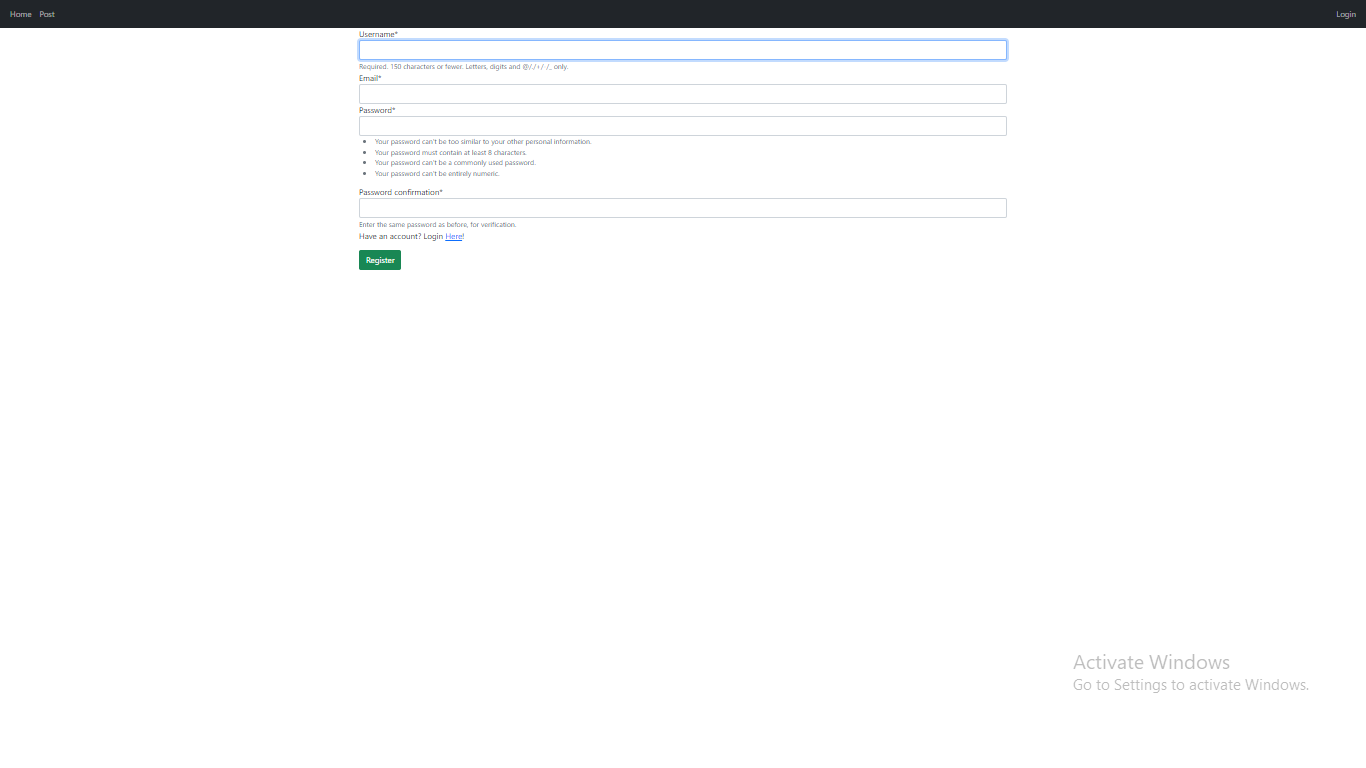 Home Post Login
Username*
Required. 150 characters or fewer. Letters, digits and @/./+/-/_ only.
Email*
Password*
Your password can't be too similar to your other personal information.
Your password must contain at least 8 characters.
Your password can't be a commonly used password.
Your password can't be entirely numeric.
Password confirmation*
Enter the same password as before, for verification.
Have an account? Login Here!
Register
Activate Windows
Go to Settings to activate Windows.